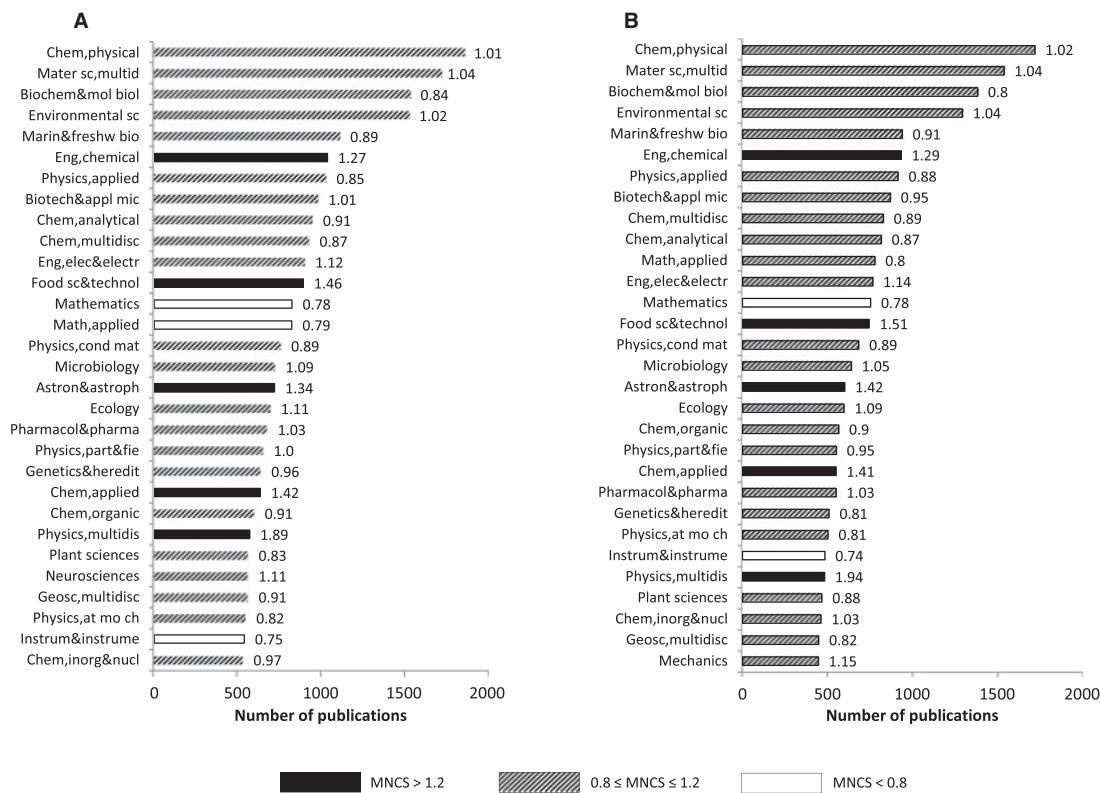 A
Chem,physical 1.01
Mater sc,multid 1.04
Biochem&mol biol 0.84
Environmental sc 1.02
Marin&freshw bio 0.89
Eng,chemical 1.27
Physics,applied 0.85
Biotech&appl mic 1.01
Chem,analytical 0.91
Chem,multidisc 0.87
Eng,elec&electr 1.12
Food sc&technol 1.46
Mathematics 0.78
Math,applied 0.79
Physics,cond mat 0.89
Microbiology 1.09
Astron&astroph 1.34
Ecology 1.11
Pharmacol&pharma 1.03
Physics,part&fie 1.0
Genetics&heredit 0.96
Chem,applied 1.42
Chem,organic 0.91
Physics,multidis 1.89
Plant sciences 0.83
Neurosciences 1.11
Geosc,multidisc 0.91
Physics,at mo ch 0.82
Instrum&instrume 0.75
Chem,inorg&nucl 0.97
0 500 1000 1500 2000
Number of publications
B
Chem,physical 1.02
Mater sc,multid 1.04
Biochem&mol biol 0.8
Environmental sc 1.04
Marin&freshw bio 0.91
Eng,chemical 1.29
Physics,applied 0.88
Biotech&appl mic 0.95
Chem,multidisc 0.89
Chem,analytical 0.87
Math,applied 0.8
Eng,elec&electr 1.14
Mathematics 0.78
Food sc&technol 1.51
Physics,cond mat 0.89
Microbiology 1.05
Astron&astroph 1.42
Ecology 1.09
Chem,organic 0.9
Physics,part&fie 0.95
Chem,applied 1.41
Pharmacol&pharma 1.03
Genetics&heredit 0.81
Physics,at mo ch 0.81
Instrum&instrume 0.74
Physics,multidis 1.94
Plant sciences 0.88
Chem,inorg&nucl 1.03
Geosc,multidisc 0.82
Mechanics 1.15
0 500 1000 1500 2000
Number of publications
MNCS > 1.2 0.8 ≤ MNCS ≤ 1.2 MNCS < 0.8